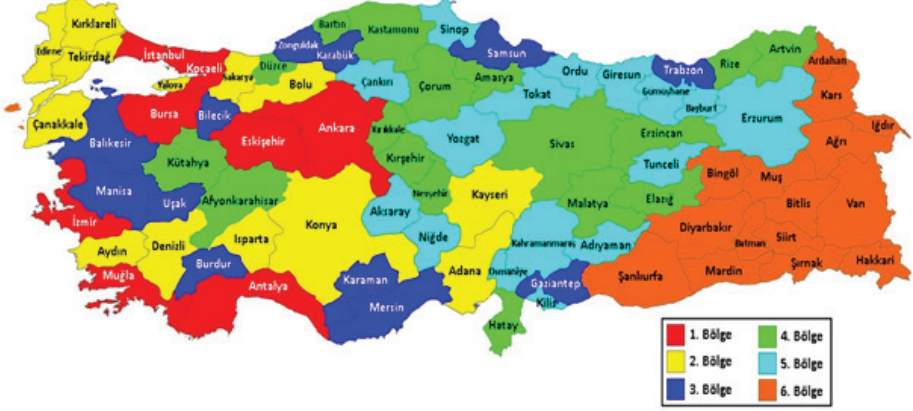 Kırklareli
Edirne
Tekirdağ
İstanbul
Kocaeli
Yalova
Sakarya
Düzce
Bolu
Zonguldak
Bartın
Karabük
Kastamonu
Sinop
Samsun
Çankırı
Çorum
Amasya
Tokat
Ordu
Giresun
Gümüşhane
Trabzon
Bayburt
Rize
Artvin
Ardahan
Kars
Iğdır
Ağrı
Erzurum
Erzincan
Çanakkale
Balıkesir
Bursa
Bilecik
Eskişehir
Ankara
Kırıkkale
Yozgat
Sivas
Tunceli
Bingöl
Muş
Kütahya
Manisa
Uşak
Afyonkarahisar
Kırşehir
Nevşehir
Kayseri
Malatya
Elazığ
Bitlis
Van
İzmir
Aydın
Denizli
Isparta
Konya
Aksaray
Niğde
Kahramanmaraş
Adıyaman
Diyarbakır
Batman
Siirt
Muğla
Burdur
Antalya
Karaman
Mersin
Adana
Osmaniye
Gaziantep
Kilis
Şanlıurfa
Mardin
Şırnak
Hakkari
Hatay
1. Bölge
2. Bölge
3. Bölge
4. Bölge
5. Bölge
6. Bölge